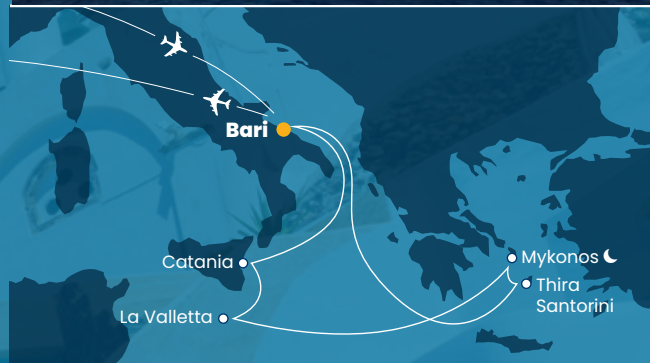 Bari
Catania
Mykonos
Thira
Santorini
La Valletta